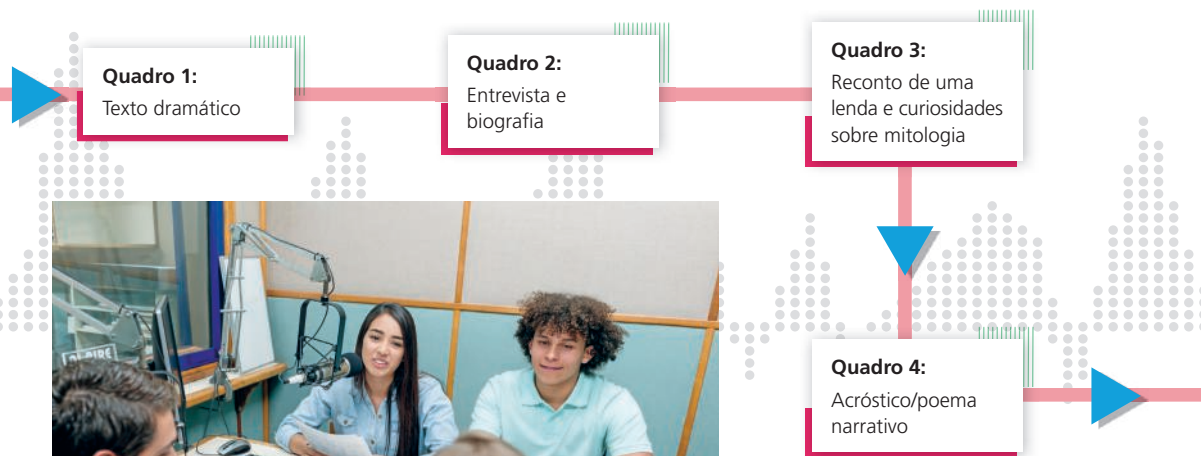 Quadro 1:
Texto dramático
Quadro 2:
Entrevista e
biografia
Quadro 3:
Reconto de uma
lenda e curiosidades
sobre mitologia
Quadro 4:
Acróstico/poema
narrativo